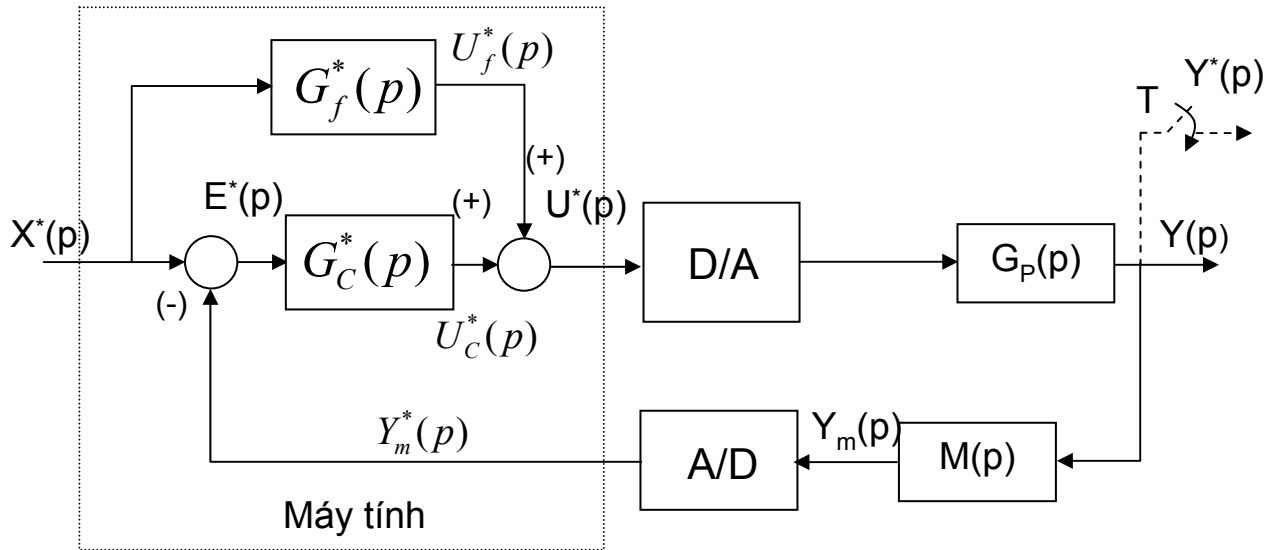 U*f(p)
G*f(p)
T
Y*(p)
(+)
E*(p)
(+)
U*(p)
X*(p)
G*C(p)
D/A
GP(p)
Y(p)
(-)
U*C(p)
Y*m(p)
A/D
Ym(p)
M(p)
Máy tính